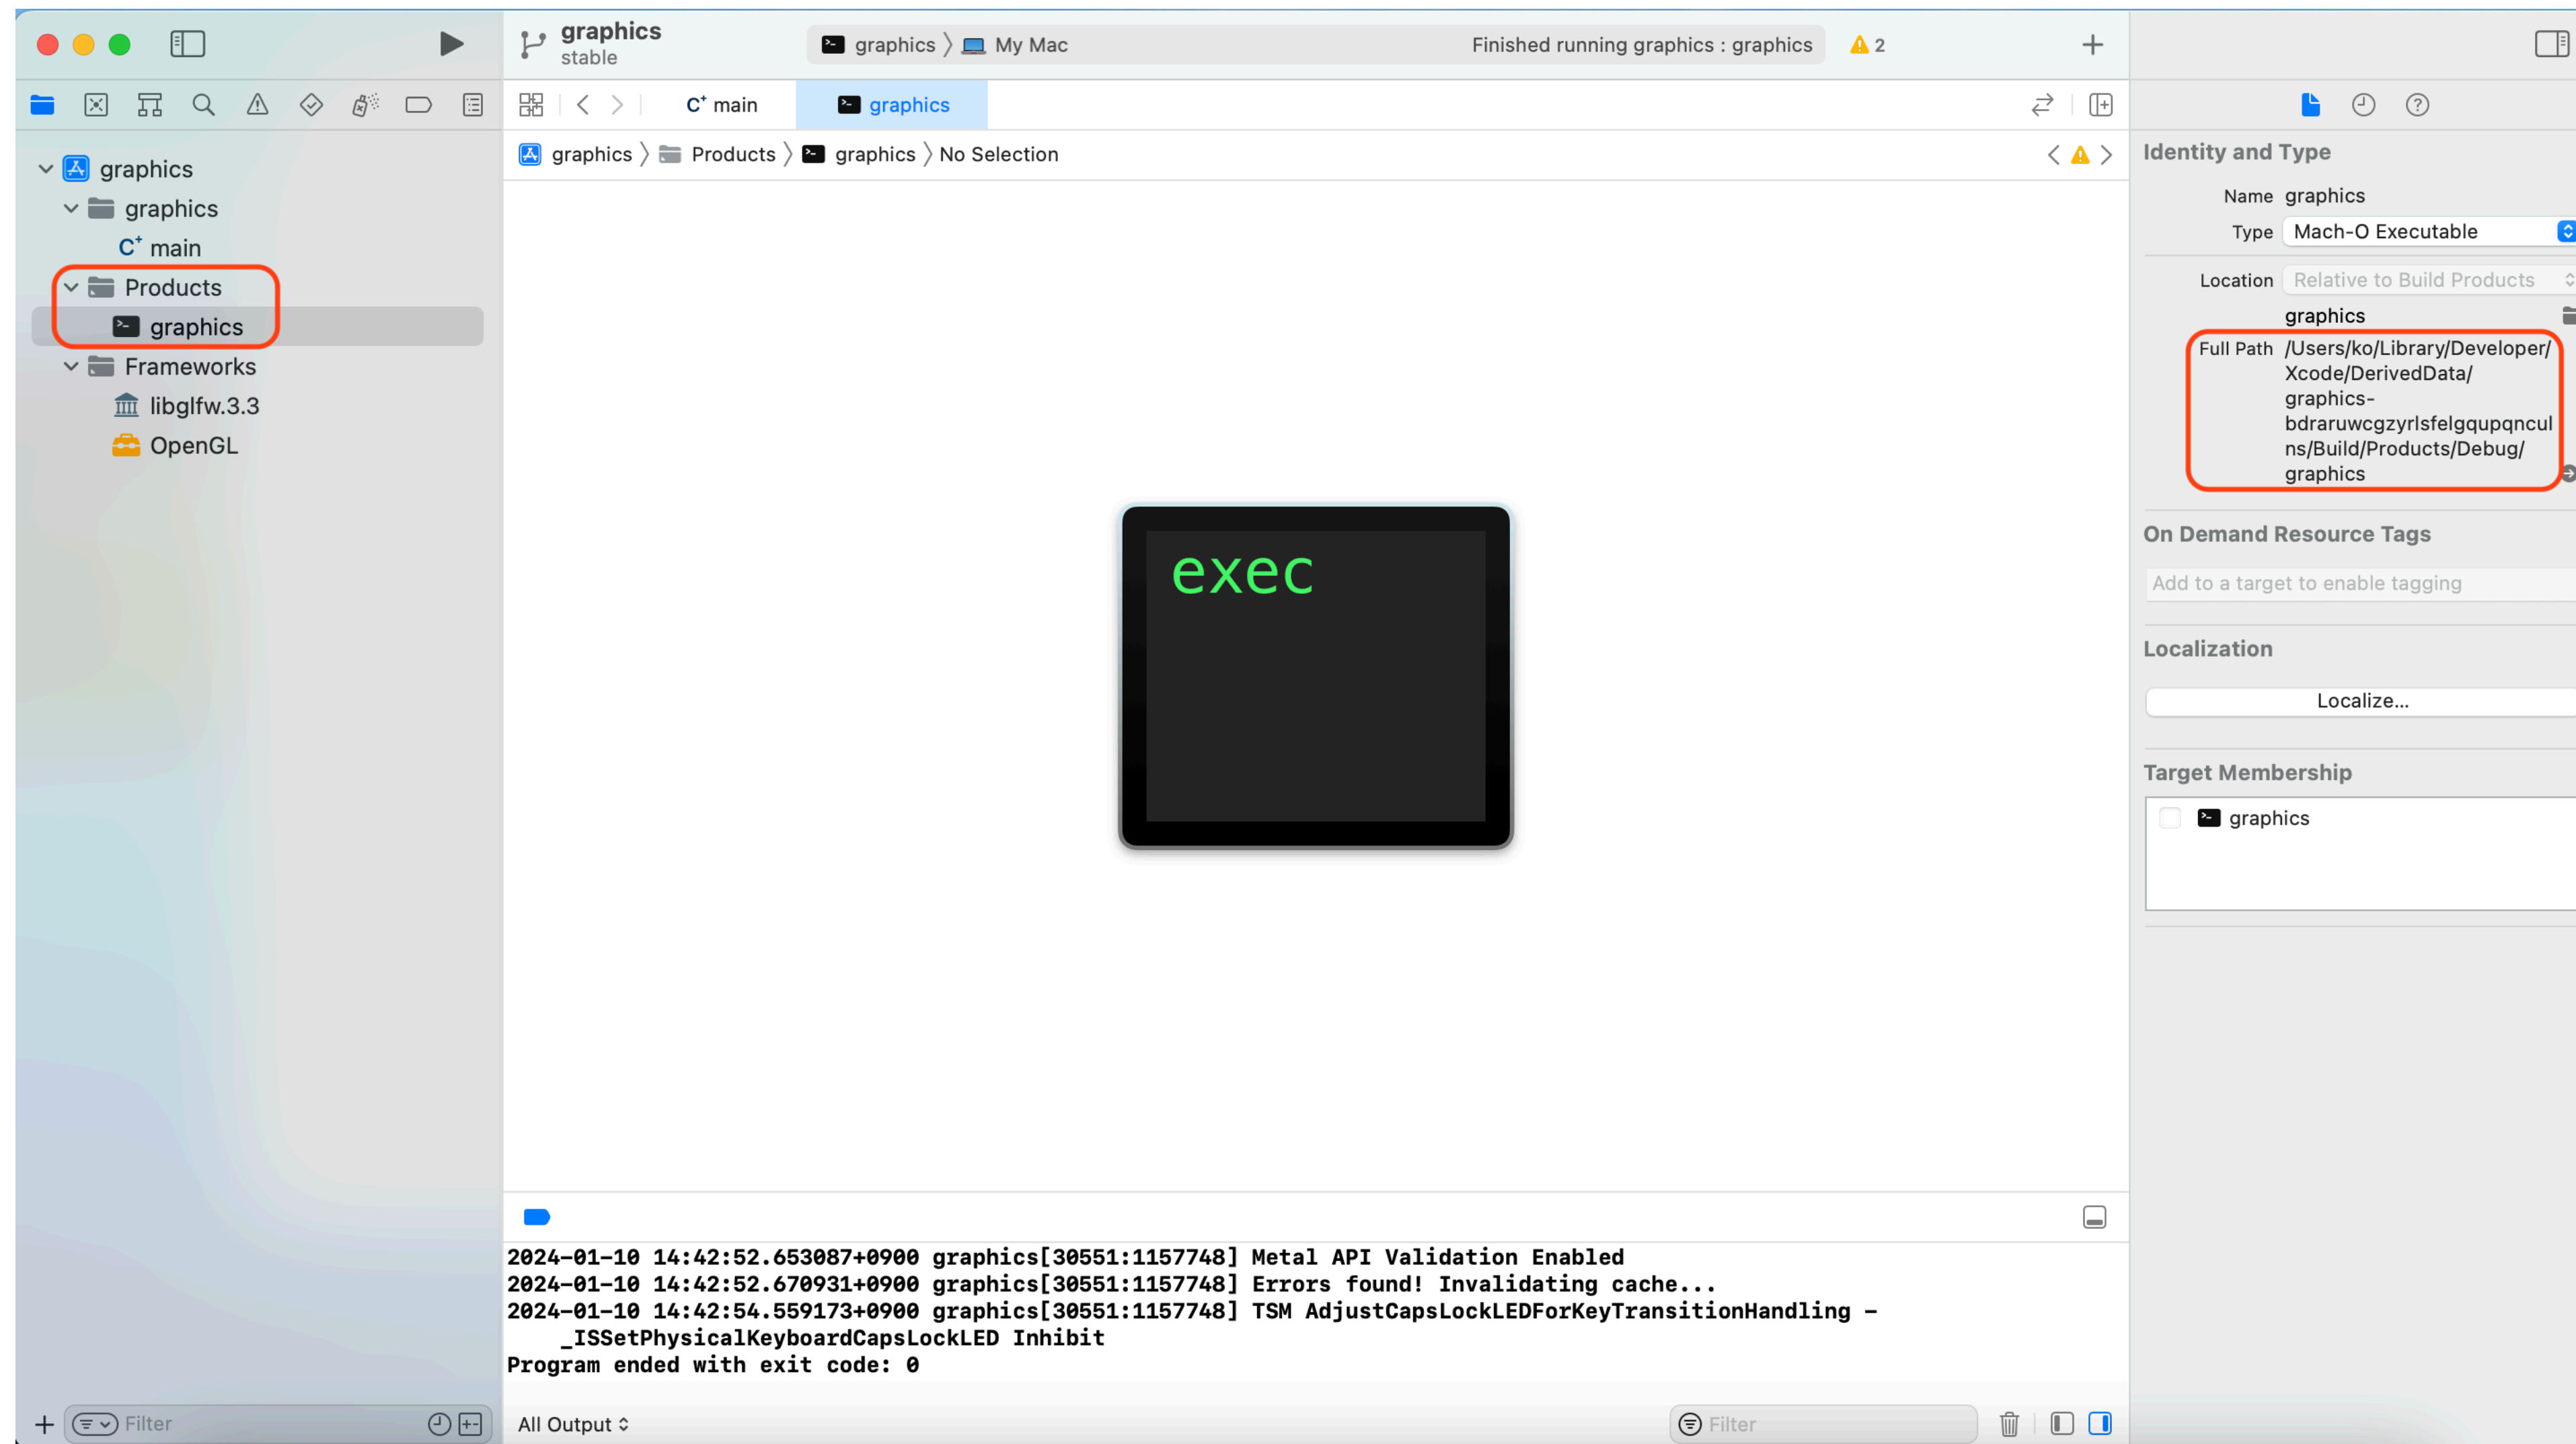 graphics
stable
graphics 〉 My Mac
Finished running graphics : graphics
2
C+ main
graphics
graphics 〉 Products 〉 graphics 〉 No Selection
graphics
graphics
C+ main
Products
graphics
Frameworks
libglfw.3.3
OpenGL
exec
2024-01-10 14:42:52.653087+0900 graphics[30551:1157748] Metal API Validation Enabled
2024-01-10 14:42:52.670931+0900 graphics[30551:1157748] Errors found! Invalidating cache...
2024-01-10 14:42:54.559173+0900 graphics[30551:1157748] TSM AdjustCapsLockLEDForKeyTransitionHandling -
_ISSetPhysicalKeyboardCapsLockLED Inhibit
Program ended with exit code: 0
Filter
All Output
Filter
Identity and Type
Name graphics
Type Mach-O Executable
Location Relative to Build Products
graphics
Full Path /Users/ko/Library/Developer/
Xcode/DerivedData/
graphics-
bdraruwcgzyrlsfelgqupqncul
ns/Build/Products/Debug/
graphics
On Demand Resource Tags
Add to a target to enable tagging
Localization
Localize...
Target Membership
graphics